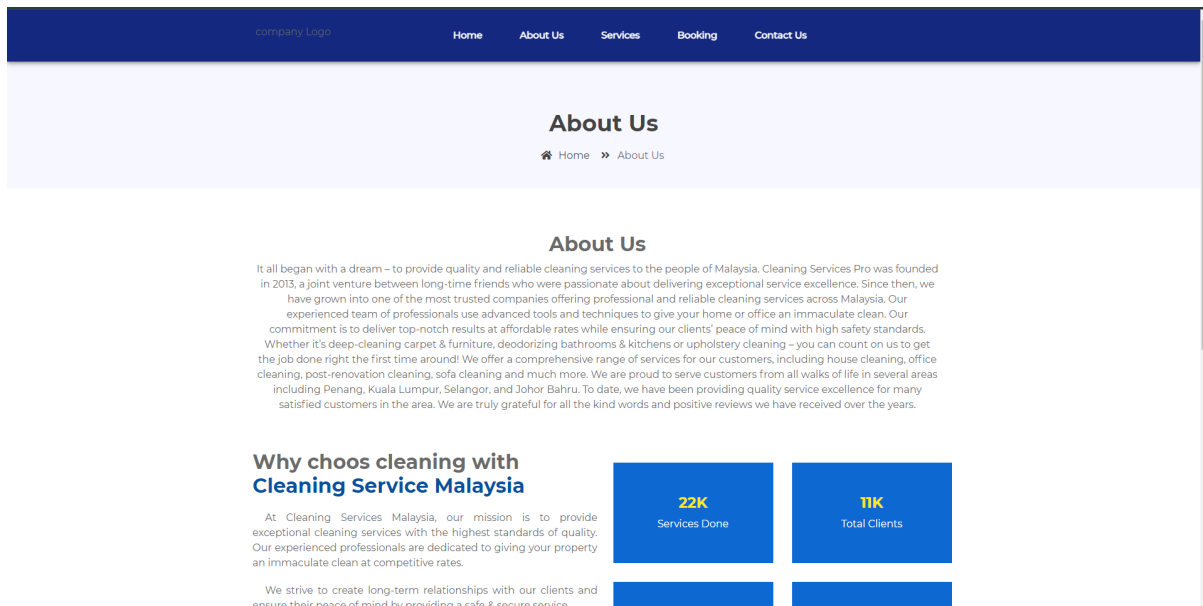 company Logo
Home About Us Services Booking Contact Us
About Us
Home About Us
About Us
It all began with a dream – to provide quality and reliable cleaning services to the people of Malaysia. Cleaning Services Pro was founded
in 2013, a joint venture between long-time friends who were passionate about delivering exceptional service excellence. Since then, we
have grown into one of the most trusted companies offering professional and reliable cleaning services across Malaysia. Our
experienced team of professionals use advanced tools and techniques to give your home or office an immaculate clean. Our
commitment is to deliver top-notch results at affordable rates while ensuring our clients' peace of mind with high safety standards.
Whether it's deep-cleaning carpet & furniture, deodorizing bathrooms & kitchens or upholstery cleaning – you can count on us to get
the job done right the first time around! We offer a comprehensive range of services for our customers, including house cleaning, office
cleaning, post-renovation cleaning, sofa cleaning and much more. We are proud to serve customers from all walks of life in several areas
including Penang, Kuala Lumpur, Selangor, and Johor Bahru. To date, we have been providing quality service excellence for many
satisfied customers in the area. We are truly grateful for all the kind words and positive reviews we have received over the years.
Why choos cleaning with
Cleaning Service Malaysia
At Cleaning Services Malaysia, our mission is to provide
exceptional cleaning services with the highest standards of quality.
Our experienced professionals are dedicated to giving your property
an immaculate clean at competitive rates.
We strive to create long-term relationships with our clients and
ensure their peace of mind by providing a safe & secure service
22K
Services Done
11K
Total Clients